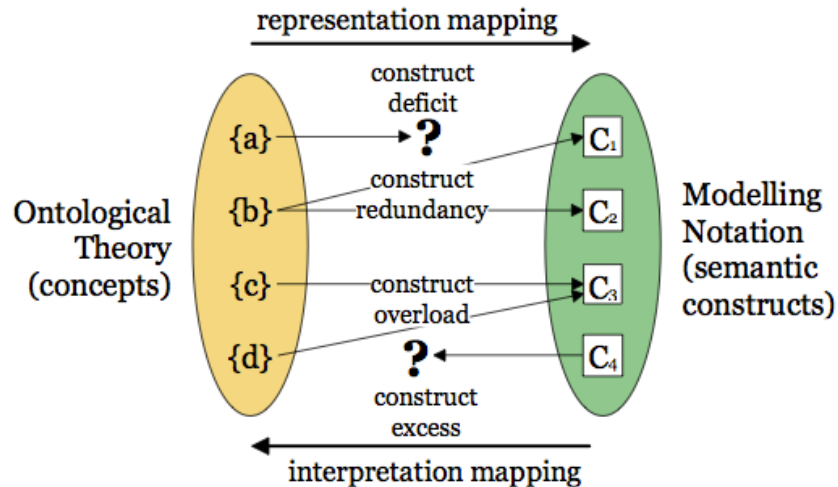 representation mapping
construct
deficit
{a}
?
C₁
construct
redundancy
{b}
C₂
Ontological
Theory
(concepts)
Modelling
Notation
(semantic
constructs)
{c}
construct
overload
C₃
{d}
?
C₄
construct
excess
interpretation mapping